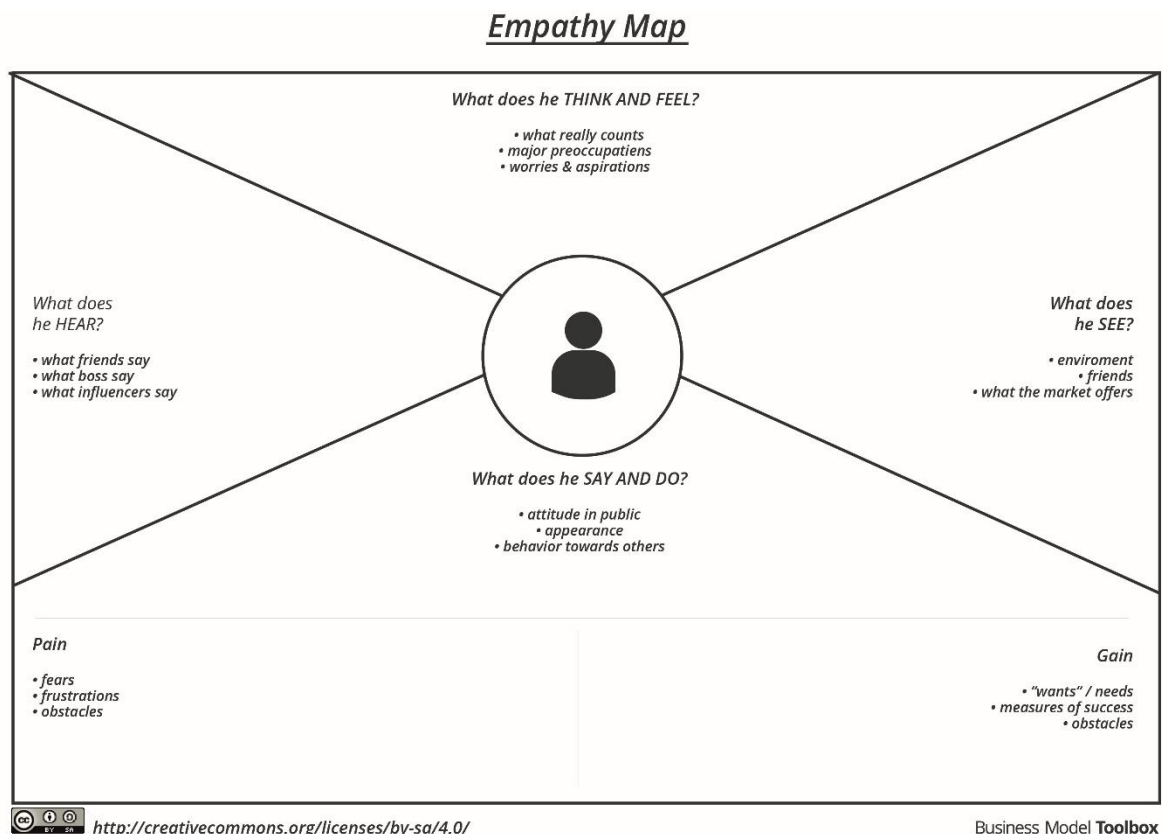 Empathy Map
What does he THINK AND FEEL?
• what really counts
• major preoccupatiens
• worries & aspirations
What does
he HEAR?
• what friends say
• what boss say
• what influencers say
What does
he SEE?
• enviroment
• friends
• what the market offers
What does he SAY AND DO?
• attitude in public
• appearance
• behavior towards others
Pain
• fears
• frustrations
• obstacles
Gain
• “wants” / needs
• measures of success
• obstacles
cc BY SA
http://creativecommons.org/licenses/by-sa/4.0/
Business Model Toolbox